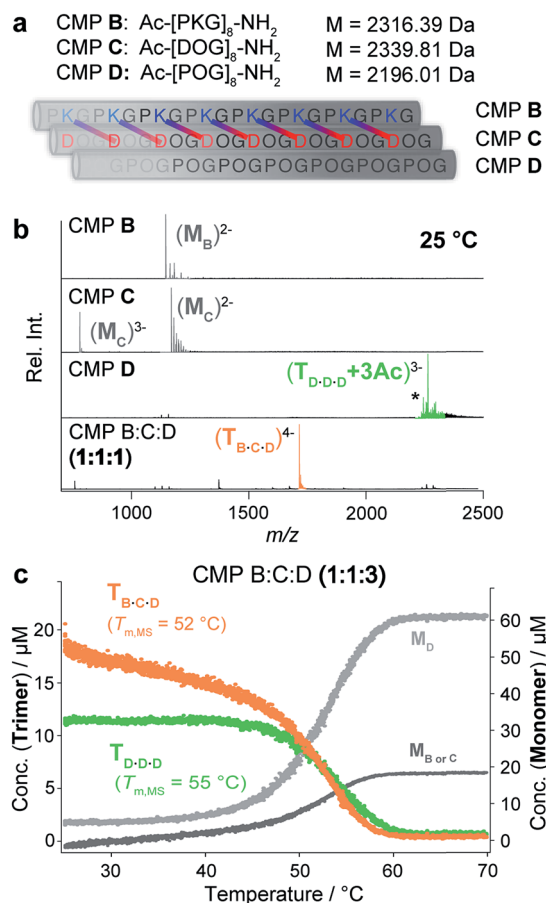 a
CMP B: Ac-[PKG]8-NH2 M = 2316.39 Da
CMP C: Ac-[DOG]8-NH2 M = 2339.81 Da
CMP D: Ac-[POG]8-NH2 M = 2196.01 Da
PKGPKGPKGPKGPKGPKGPKGPKG CMP B
DOGDOGDOGDOGDOGDOGDOGDOG CMP C
GPOGPOGPOGPOGPOGPOGPOG CMP D
b
CMP B (MB)2- 25 °C
CMP C (MC)3- (MC)2-
CMP D (TD·D·D+3Ac)3-
*
CMP B:C:D (TB·C·D)4-
(1:1:1)
Rel. Int.
1000 1500 2000 2500
m/z
c CMP B:C:D (1:1:3)
TB·C·D
(Tm,MS = 52 °C)
MD
TD·D·D
(Tm,MS = 55 °C)
MB or C
Conc. (Trimer) / µM
20
15
10
5
0
Conc. (Monomer) / µM
60
50
40
30
20
10
0
30 40 50 60 70
Temperature / °C